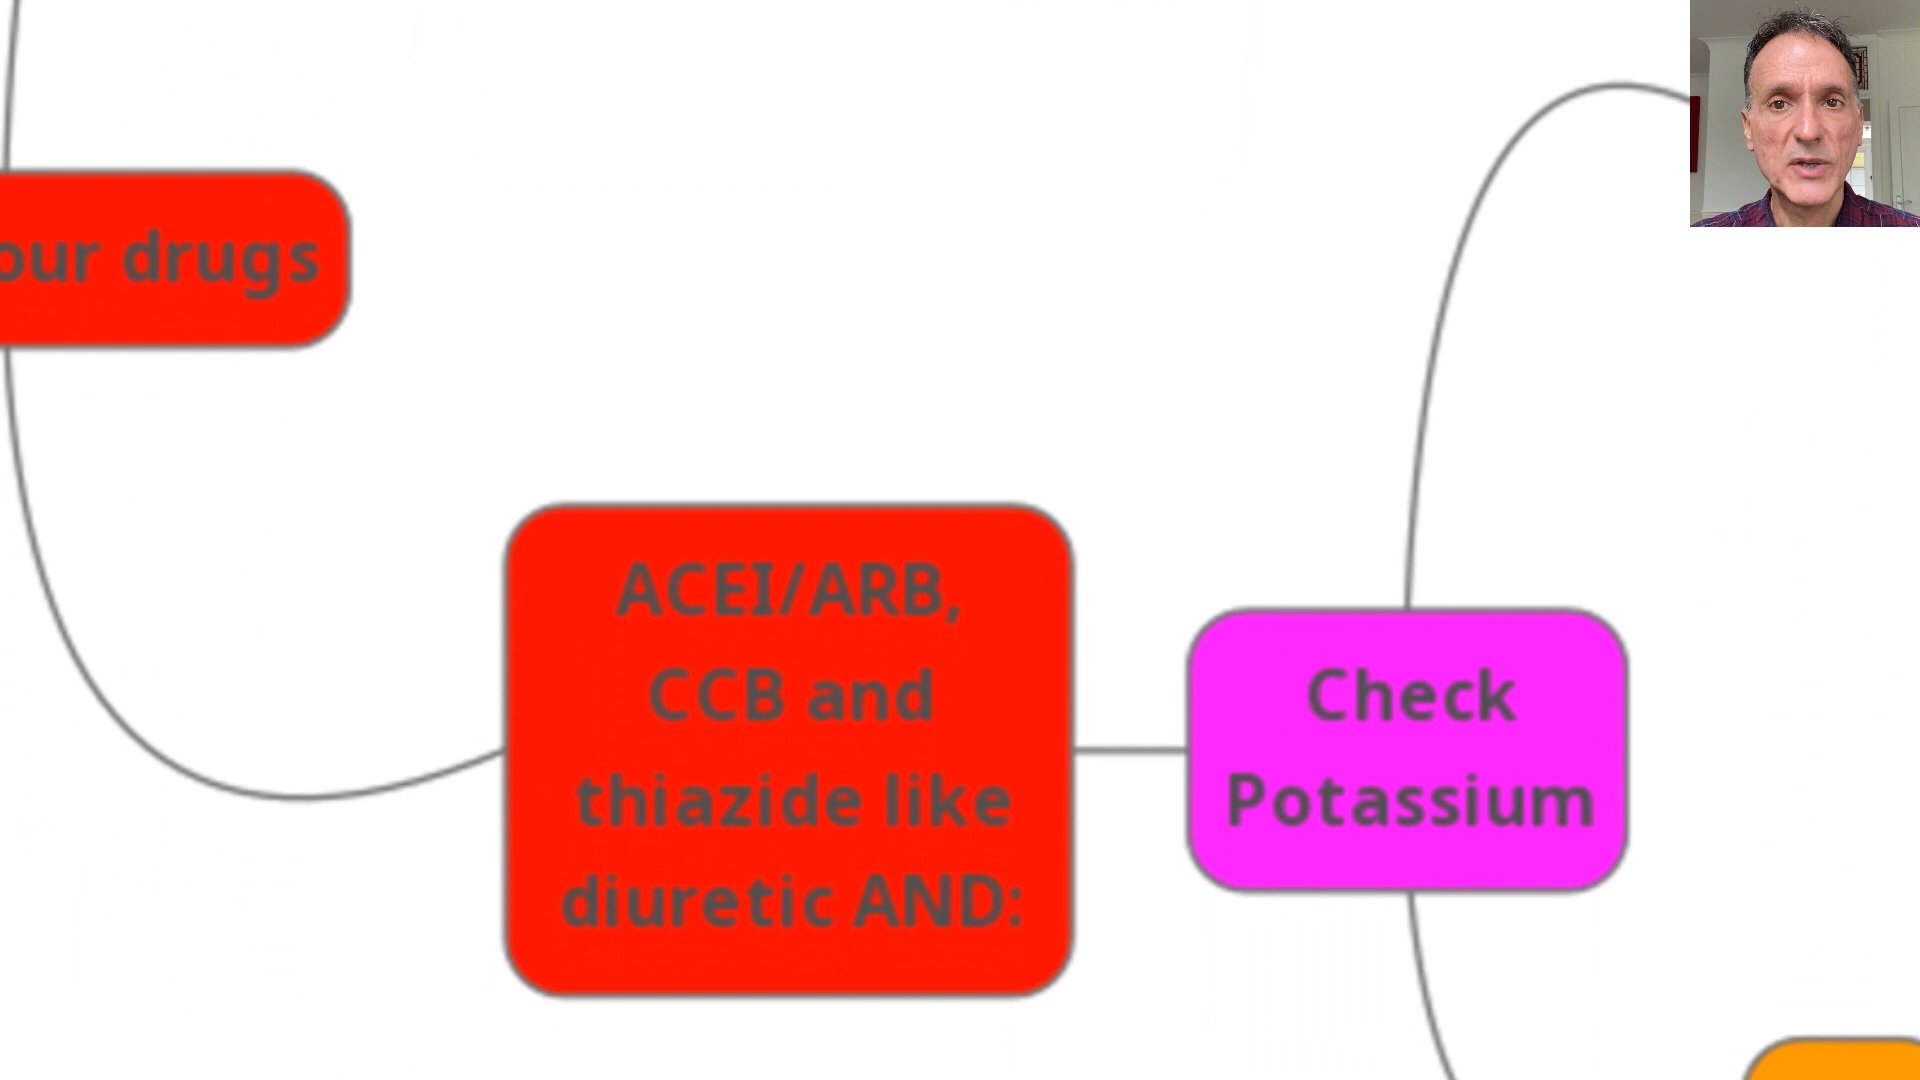 our drugs
ACEI/ARB,
CCB and
thiazide like
diuretic AND:
Check
Potassium